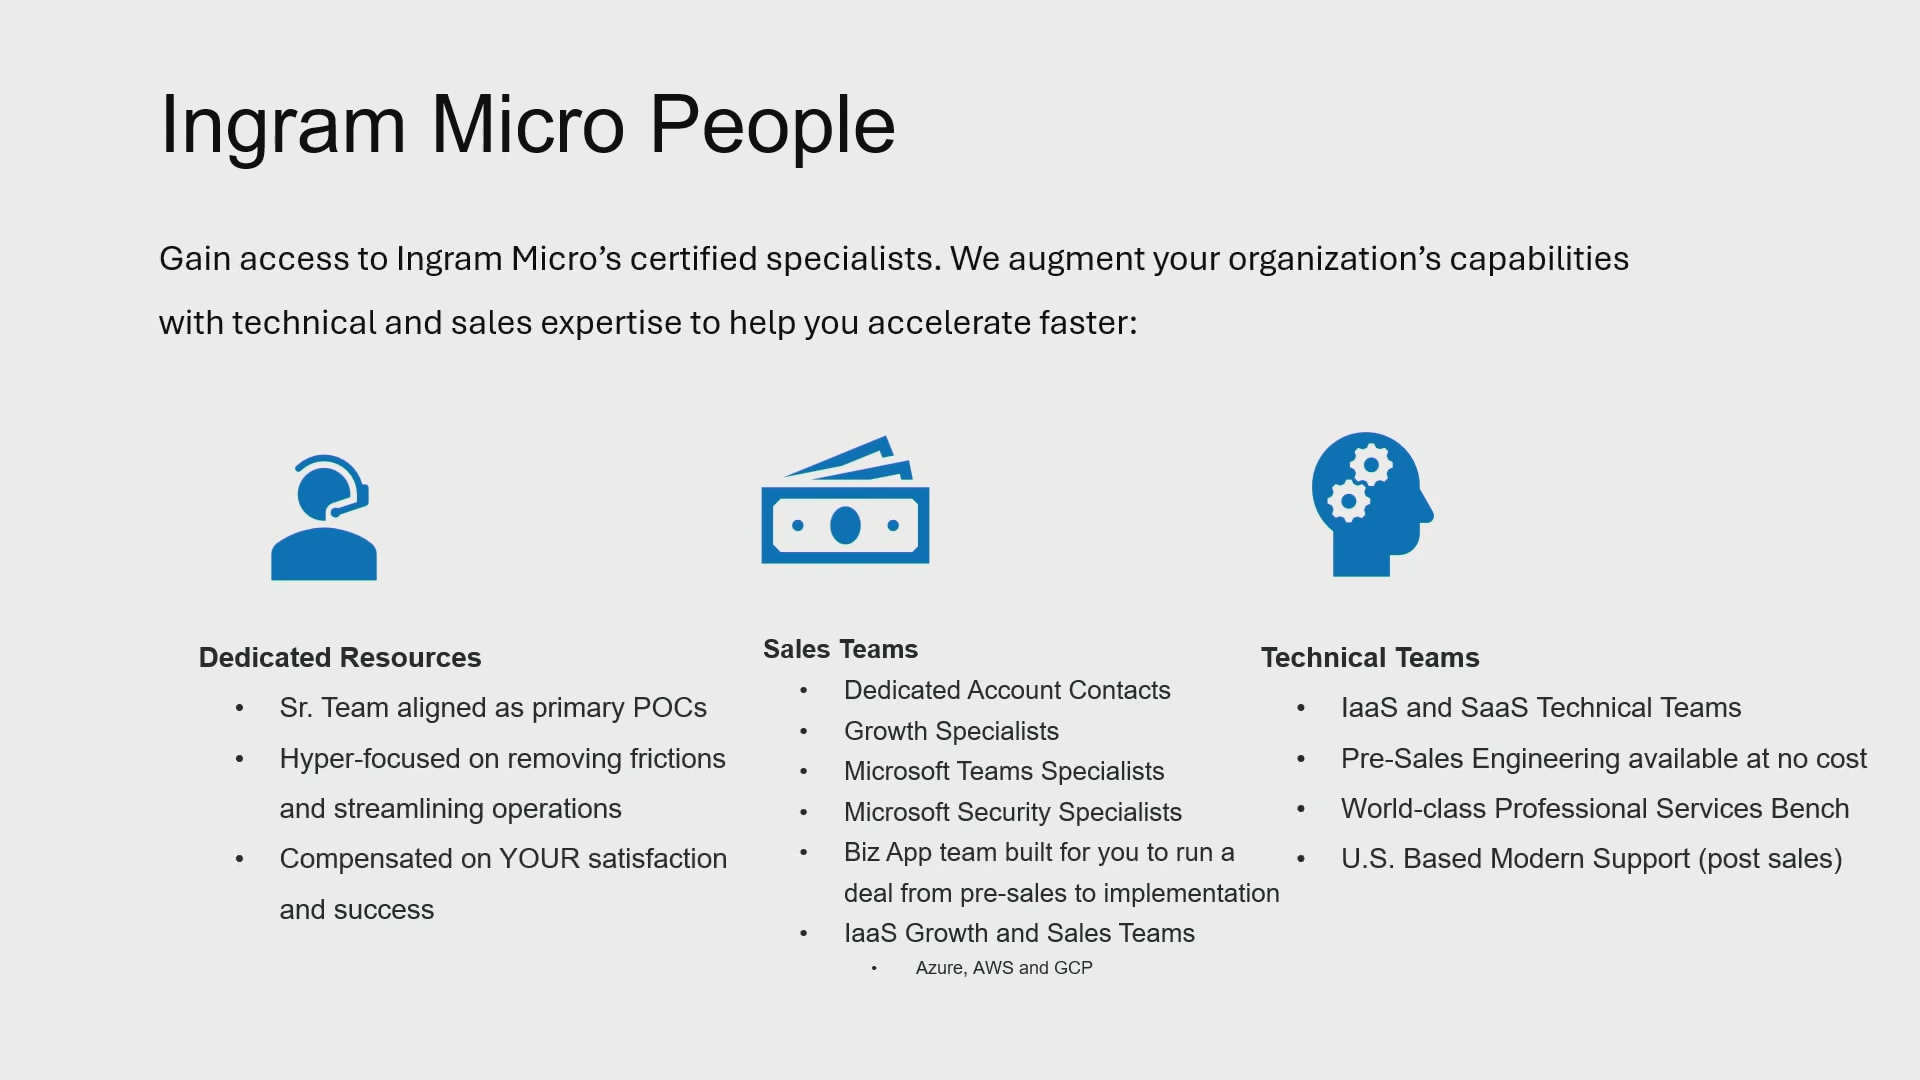 Ingram Micro People
Gain access to Ingram Micro’s certified specialists. We augment your organization’s capabilities
with technical and sales expertise to help you accelerate faster:
Dedicated Resources
• Sr. Team aligned as primary POCs
• Hyper-focused on removing frictions
and streamlining operations
• Compensated on YOUR satisfaction
and success
Sales Teams
• Dedicated Account Contacts
• Growth Specialists
• Microsoft Teams Specialists
• Microsoft Security Specialists
• Biz App team built for you to run a
deal from pre-sales to implementation
• IaaS Growth and Sales Teams
• Azure, AWS and GCP
Technical Teams
• IaaS and SaaS Technical Teams
• Pre-Sales Engineering available at no cost
• World-class Professional Services Bench
• U.S. Based Modern Support (post sales)